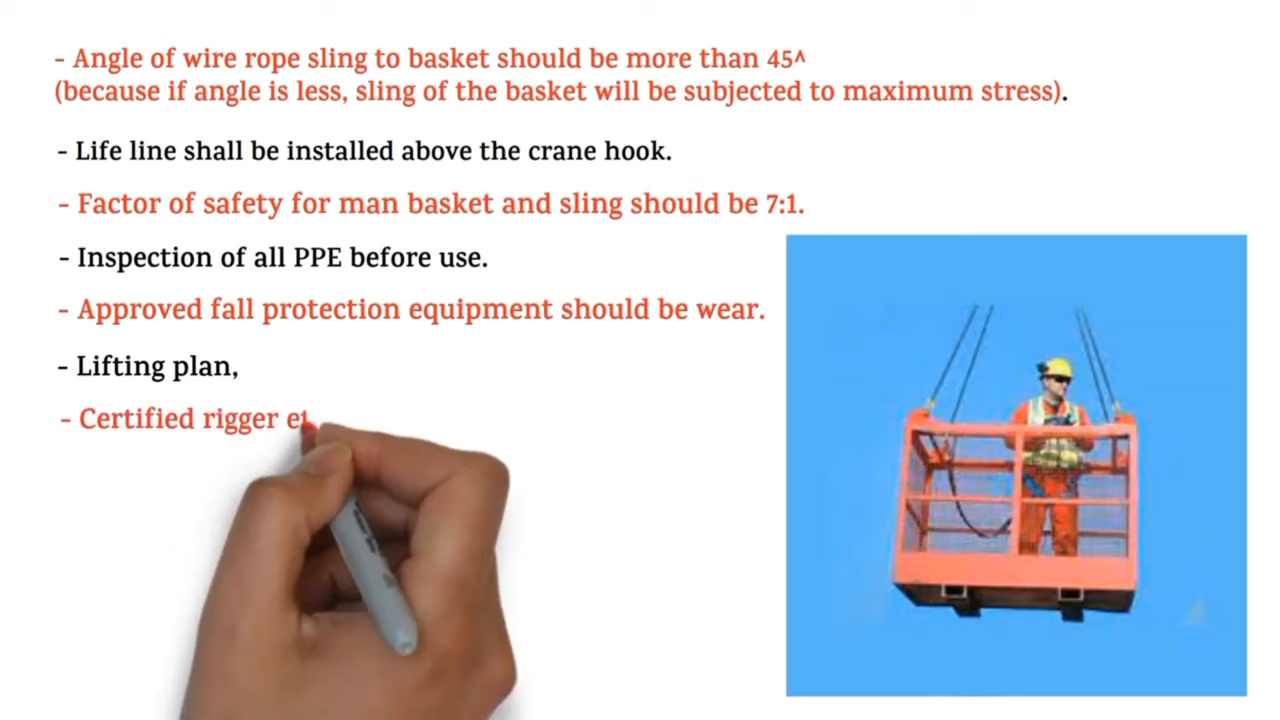 - Angle of wire rope sling to basket should be more than 45^
(because if angle is less, sling of the basket will be subjected to maximum stress).
- Life line shall be installed above the crane hook.
- Factor of safety for man basket and sling should be 7:1.
- Inspection of all PPE before use.
- Approved fall protection equipment should be wear.
- Lifting plan,
- Certified rigger